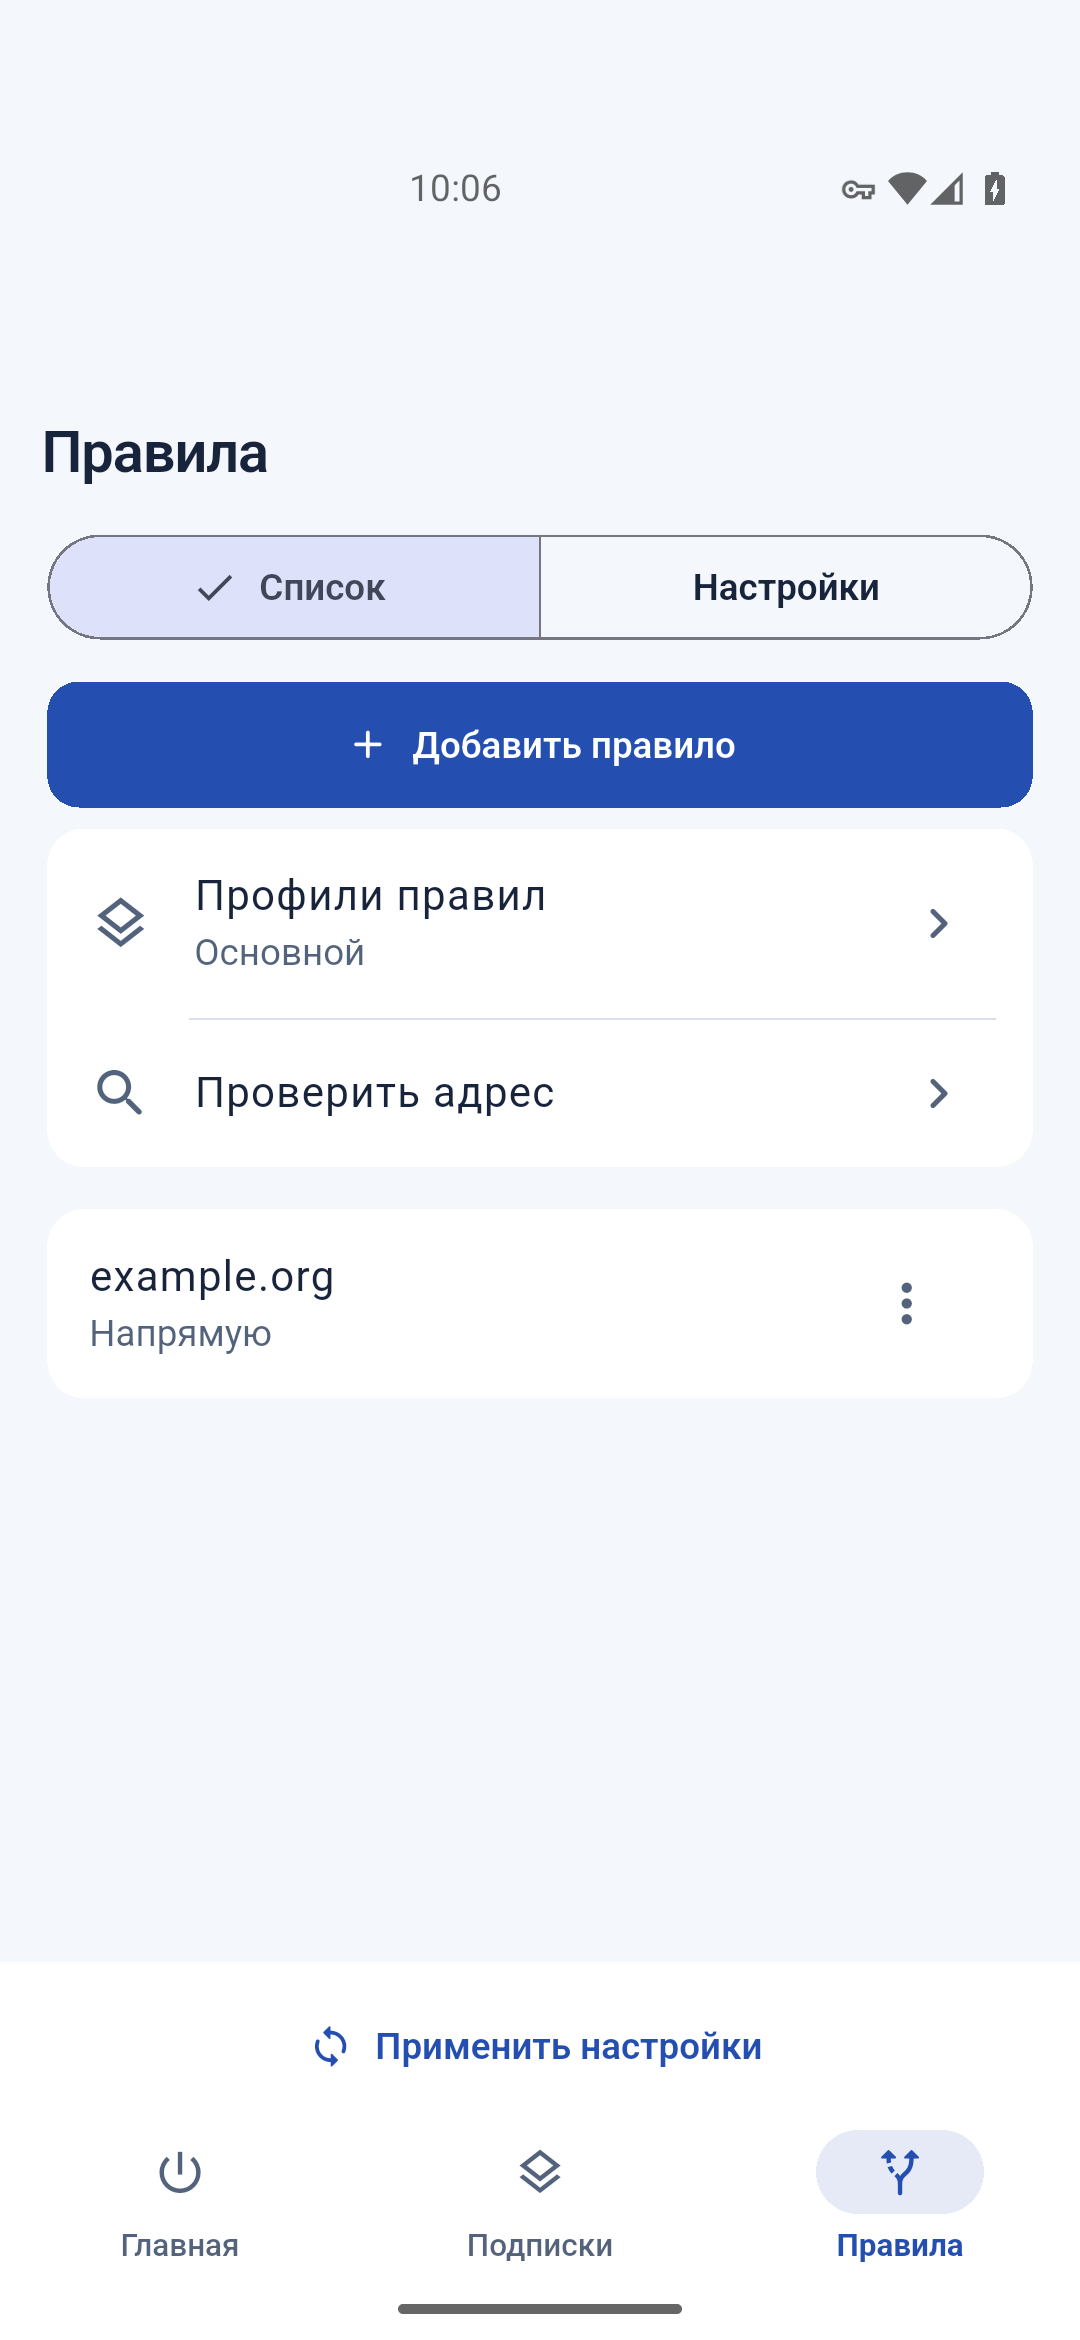 10:06
Правила
Список
Настройки
Добавить правило
Профили правил
Основной
Проверить адрес
example.org
Напрямую
Применить настройки
Главная
Подписки
Правила